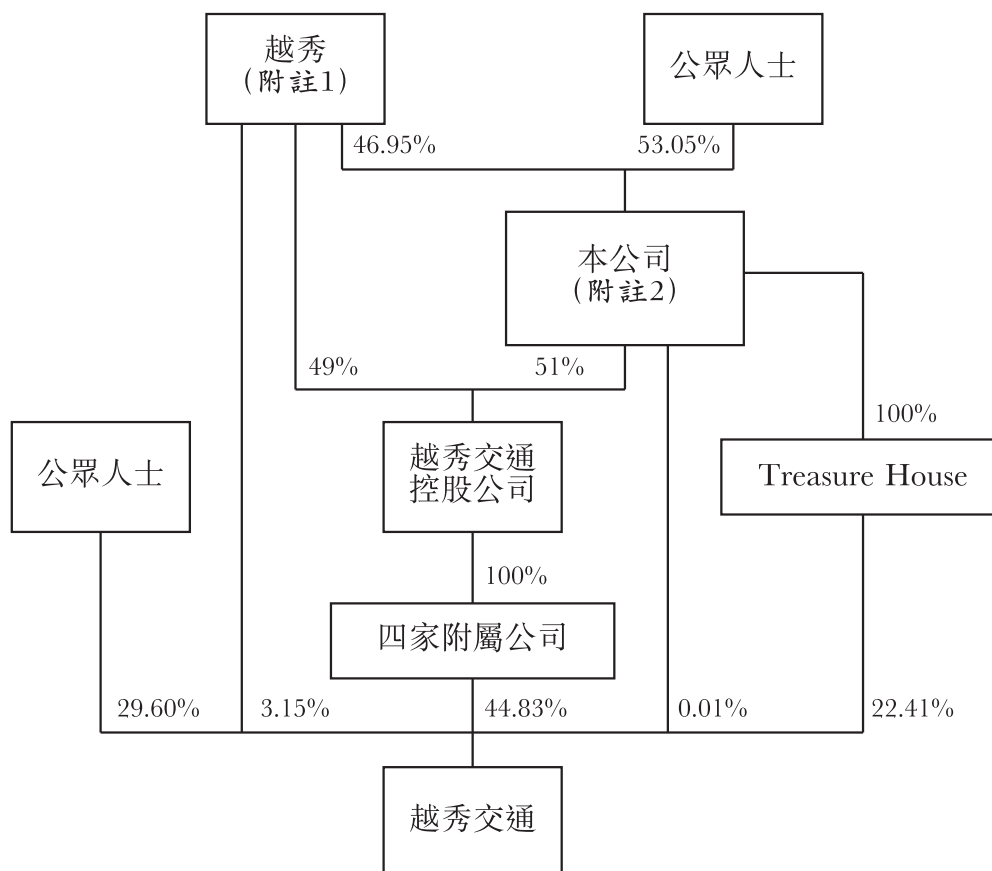 越秀
(附註1)
公眾人士
46.95%
53.05%
本公司
(附註2)
49%
51%
100%
公眾人士
越秀交通
控股公司
Treasure House
100%
四家附屬公司
29.60%
3.15%
44.83%
0.01%
22.41%
越秀交通